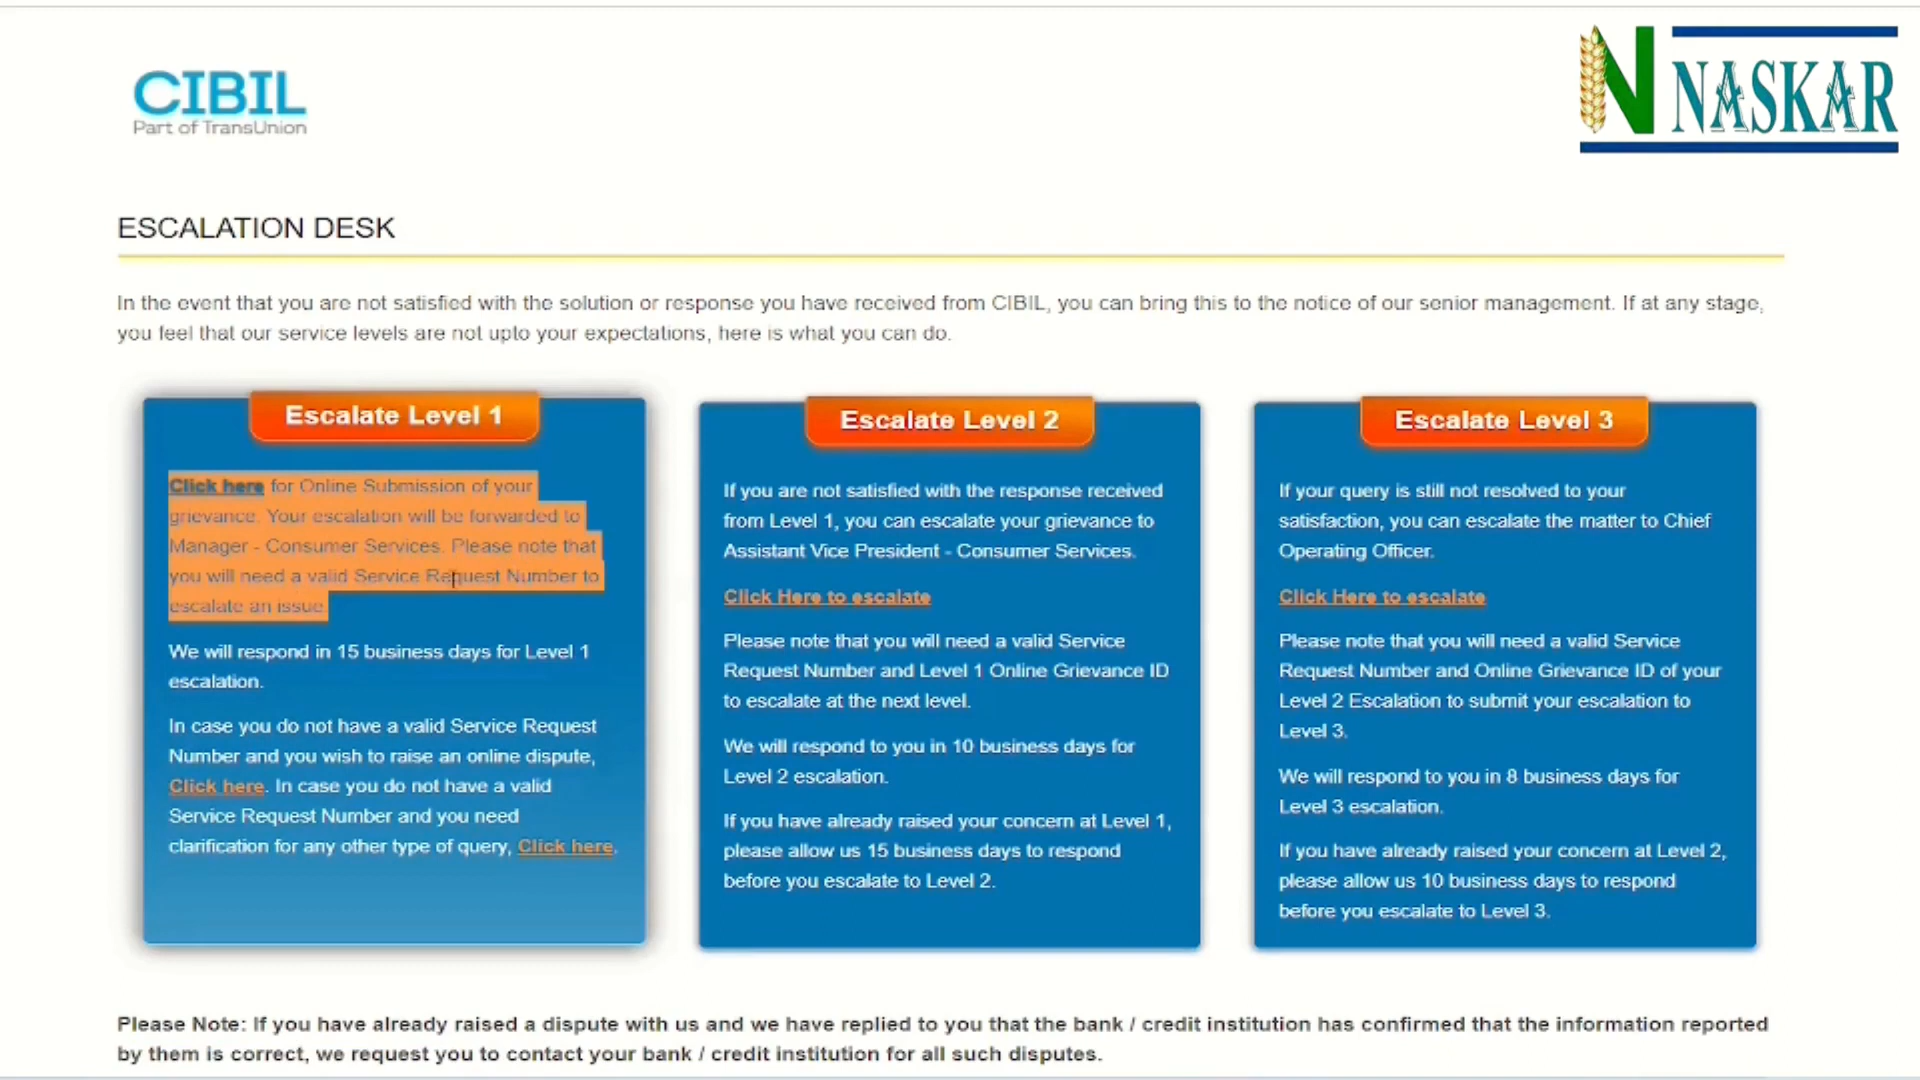 CIBIL
Part of TransUnion
N NASKAR
ESCALATION DESK
In the event that you are not satisfied with the solution or response you have received from CIBIL, you can bring this to the notice of our senior management. If at any stage,
you feel that our service levels are not upto your expectations, here is what you can do.
Escalate Level 1
Click here for Online Submission of your
grievance. Your escalation will be forwarded to
Manager - Consumer Services. Please note that
you will need a valid Service Request Number to
escalate an issue.
We will respond in 15 business days for Level 1
escalation.
In case you do not have a valid Service Request
Number and you wish to raise an online dispute,
Click here. In case you do not have a valid
Service Request Number and you need
clarification for any other type of query, Click here.
Escalate Level 2
If you are not satisfied with the response received
from Level 1, you can escalate your grievance to
Assistant Vice President - Consumer Services.
Click Here to escalate
Please note that you will need a valid Service
Request Number and Level 1 Online Grievance ID
to escalate at the next level.
We will respond to you in 10 business days for
Level 2 escalation.
If you have already raised your concern at Level 1,
please allow us 15 business days to respond
before you escalate to Level 2.
Escalate Level 3
If your query is still not resolved to your
satisfaction, you can escalate the matter to Chief
Operating Officer.
Click Here to escalate
Please note that you will need a valid Service
Request Number and Online Grievance ID of your
Level 2 Escalation to submit your escalation to
Level 3.
We will respond to you in 8 business days for
Level 3 escalation.
If you have already raised your concern at Level 2,
please allow us 10 business days to respond
before you escalate to Level 3.
Please Note: If you have already raised a dispute with us and we have replied to you that the bank / credit institution has confirmed that the information reported
by them is correct, we request you to contact your bank / credit institution for all such disputes.